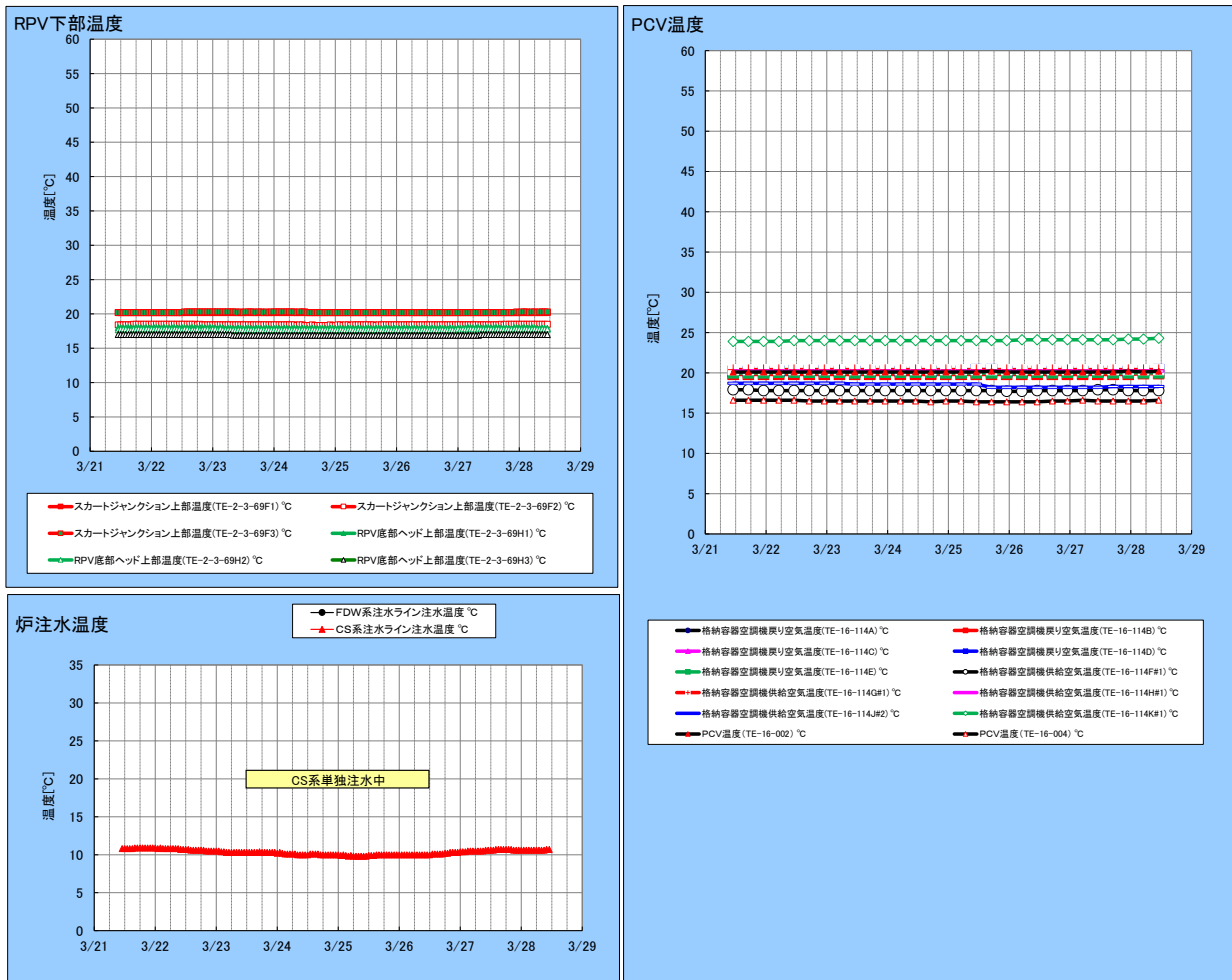 RPV下部温度
60
55
50
45
40
35
30
25
20
15
10
5
0
温度[℃]
3/21 3/22 3/23 3/24 3/25 3/26 3/27 3/28 3/29
スカートジャンクション上部温度(TE-2-3-69F1) ℃ スカートジャンクション上部温度(TE-2-3-69F2) ℃
スカートジャンクション上部温度(TE-2-3-69F3) ℃ RPV底部ヘッド上部温度(TE-2-3-69H1) ℃
RPV底部ヘッド上部温度(TE-2-3-69H2) ℃ RPV底部ヘッド上部温度(TE-2-3-69H3) ℃
炉注水温度
FDW系注水ライン注水温度 ℃
CS系注水ライン注水温度 ℃
35
30
25
20
15
10
5
0
温度[℃]
CS系単独注水中
3/21 3/22 3/23 3/24 3/25 3/26 3/27 3/28 3/29
PCV温度
60
55
50
45
40
35
30
25
20
15
10
5
0
温度[℃]
3/21 3/22 3/23 3/24 3/25 3/26 3/27 3/28 3/29
格納容器空調機戻り空気温度(TE-16-114A) ℃ 格納容器空調機戻り空気温度(TE-16-114B) ℃
格納容器空調機戻り空気温度(TE-16-114C) ℃ 格納容器空調機戻り空気温度(TE-16-114D) ℃
格納容器空調機戻り空気温度(TE-16-114E) ℃ 格納容器空調機供給空気温度(TE-16-114F#1) ℃
格納容器空調機供給空気温度(TE-16-114G#1) ℃ 格納容器空調機供給空気温度(TE-16-114H#1) ℃
格納容器空調機供給空気温度(TE-16-114J#2) ℃ 格納容器空調機供給空気温度(TE-16-114K#1) ℃
PCV温度(TE-16-002) ℃ PCV温度(TE-16-004) ℃